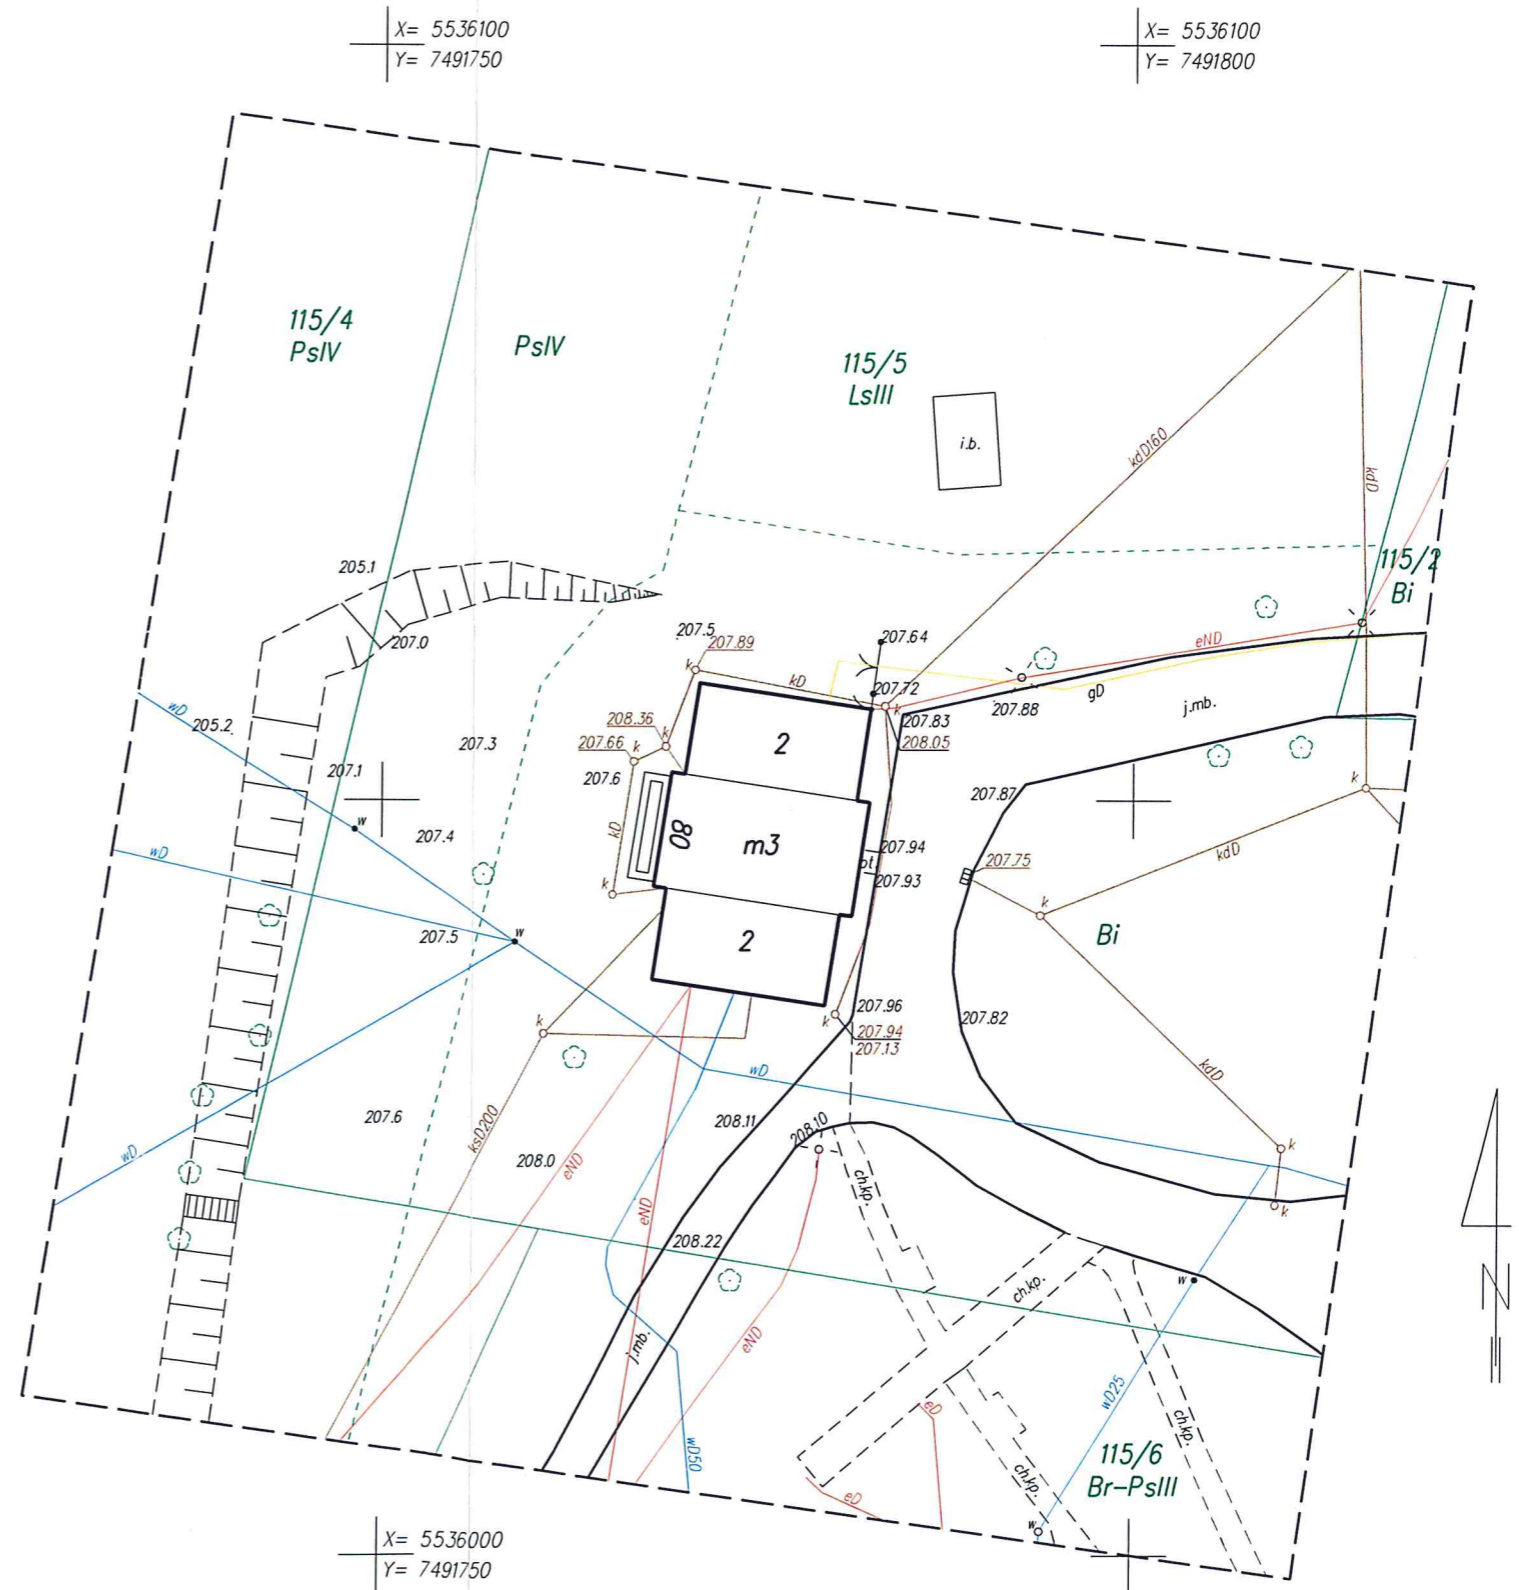 X= 5536100
Y= 7491750
X= 5536100
Y= 7491800
115/4
PsIV
PsIV
115/5
LsIII
i.b.
kdD160
kdD
115/2
Bi
205.1
207.0
207.5
207.89
k
kD
207.64
207.72
k
207.83
208.05
207.88
eND
gD
j.mb.
wD
205.2
207.1
207.3
208.36
k
207.66
k
207.6
2
w
207.4
kD
80
m3
207.94
ot.
207.93
207.87
207.75
k
kdD
wD
k
207.5
w
2
k
Bi
k
207.96
k
207.94
207.13
207.82
wD
kdD
207.6
ksD200
208.0
eND
208.11
208.10
k
wD
eND
ch.kp.
k
208.22
w
ch.kp.
j.mb.
eND
wD25
eD
ch.kp.
wD50
ch.kp.
115/6
Br-PsIII
eD
w
N
X= 5536000
Y= 7491750